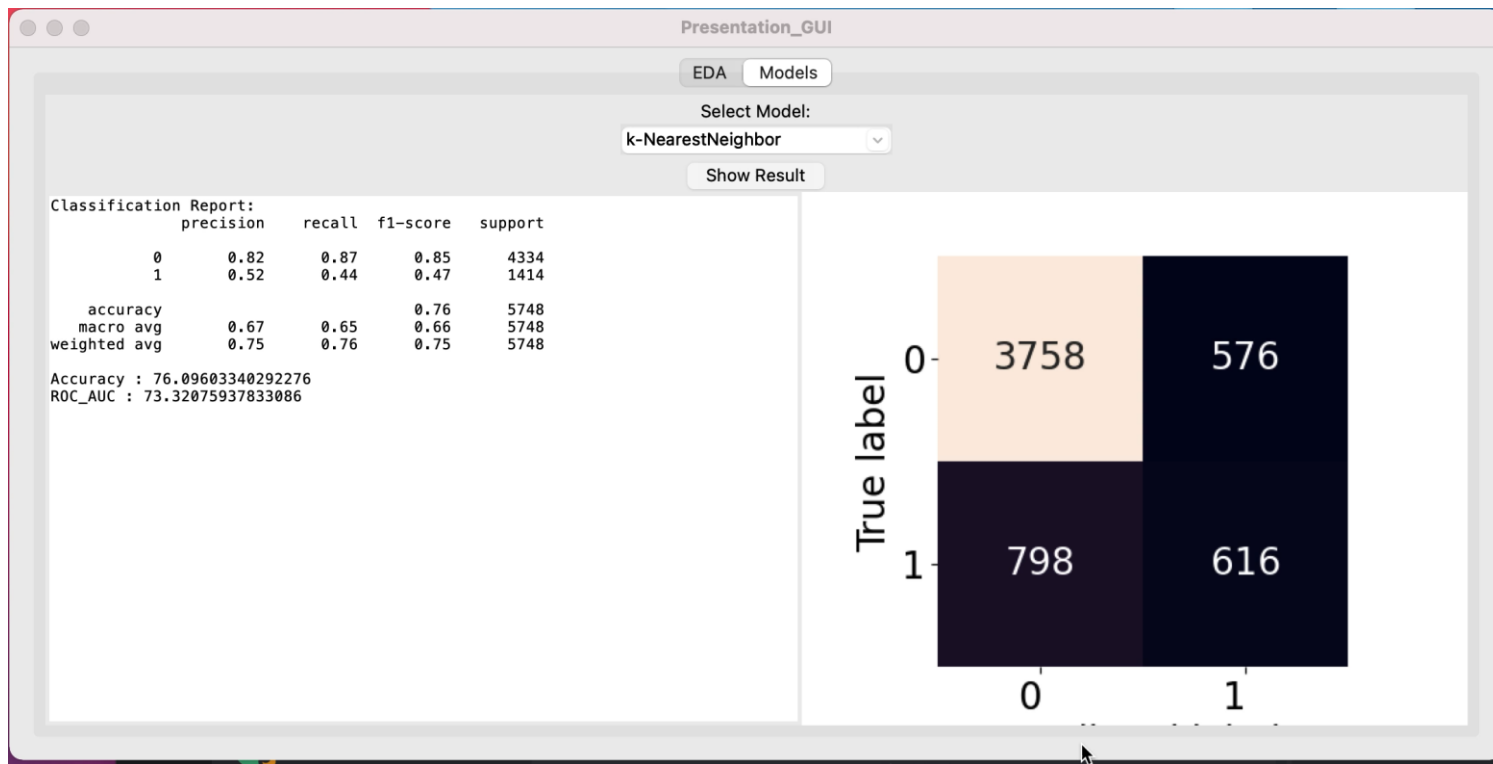 Presentation_GUI
EDA Models
Select Model:
k-NearestNeighbor
Show Result
Classification Report:
precision recall f1-score support
0 0.82 0.87 0.85 4334
1 0.52 0.44 0.47 1414
accuracy 0.76 5748
macro avg 0.67 0.65 0.66 5748
weighted avg 0.75 0.76 0.75 5748
Accuracy : 76.09603340292276
ROC_AUC : 73.32075937833086
True label
0 3758 576
1 798 616
0 1